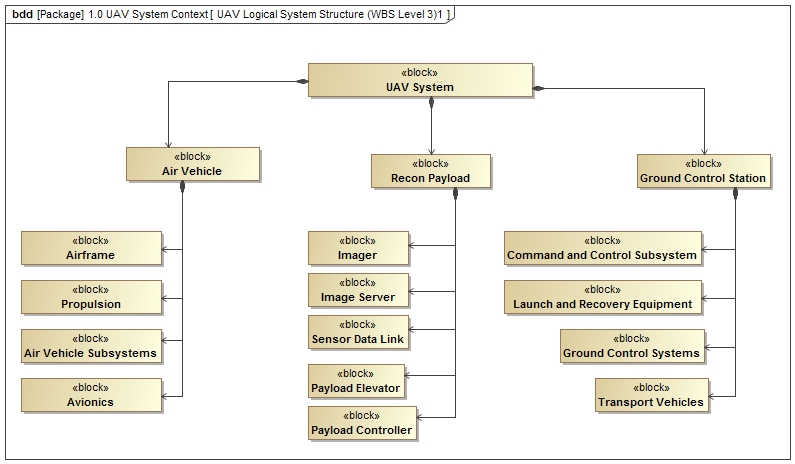 bdd [Package] 1.0 UAV System Context [ UAV Logical System Structure (WBS Level 3)1 ]
«block»
UAV System
«block»
Air Vehicle
«block»
Airframe
«block»
Propulsion
«block»
Air Vehicle Subsystems
«block»
Avionics
«block»
Recon Payload
«block»
Imager
«block»
Image Server
«block»
Sensor Data Link
«block»
Payload Elevator
«block»
Payload Controller
«block»
Ground Control Station
«block»
Command and Control Subsystem
«block»
Launch and Recovery Equipment
«block»
Ground Control Systems
«block»
Transport Vehicles